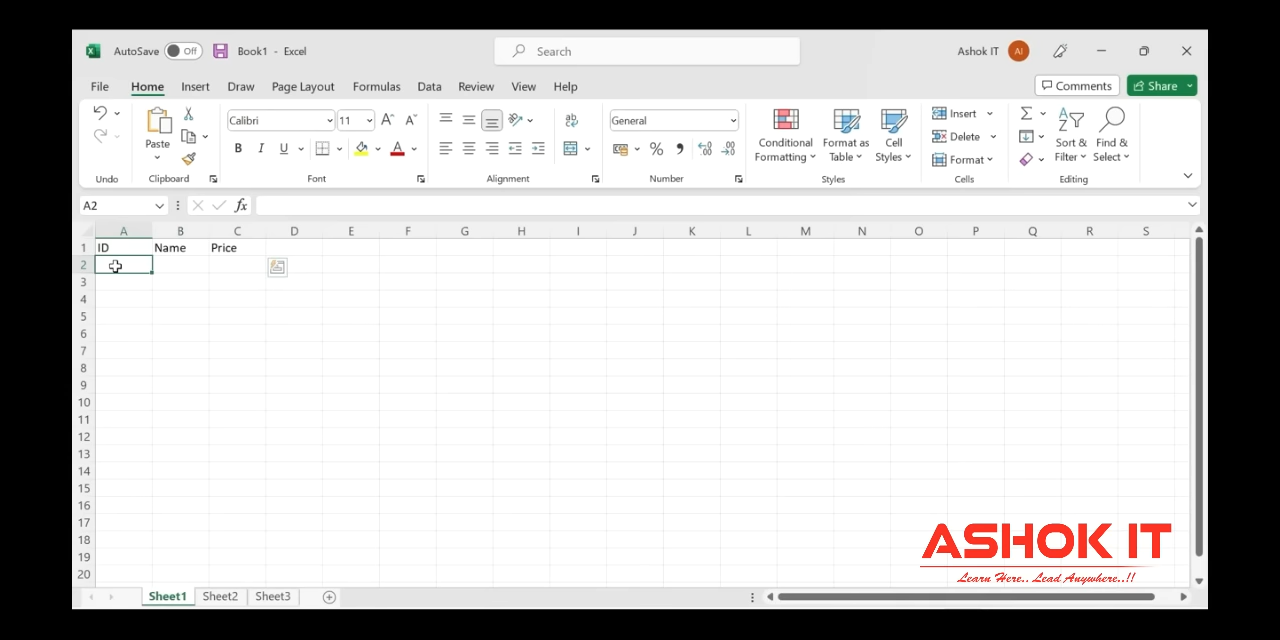 AutoSave Off Book1 - Excel Search Ashok IT AI
File Home Insert Draw Page Layout Formulas Data Review View Help Comments Share
Calibri 11 A^ A˅ General Insert Σ
Paste Conditional Format as Cell Delete Sort & Find &
B I U A % , Formatting Table Styles Format Filter Select
Undo Clipboard Font Alignment Number Styles Cells Editing
A2 fx
A B C D E F G H I J K L M N O P Q R S
1 ID Name Price
2
3
4
5
6
7
8
9
10
11
12
13
14
15
16
17
18
19
20
ASHOK IT
Learn Here.. Lead Anywhere..!!
Sheet1 Sheet2 Sheet3